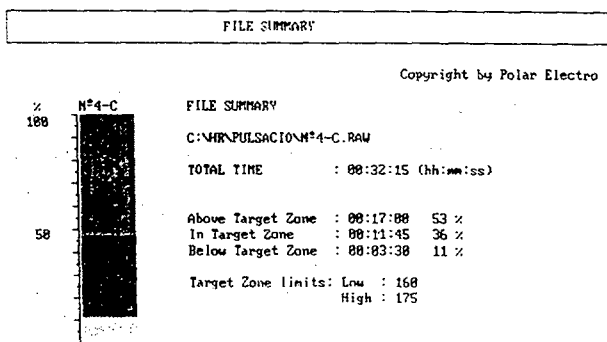 FILE SUMMARY
Copyright by Polar Electro
% Nº4-C
100
50
FILE SUMMARY
C:\HR\PULSACIO\Nº4-C.RAW
TOTAL TIME : 00:32:15 (hh:mm:ss)
Above Target Zone : 00:17:00 53 %
In Target Zone : 00:11:45 36 %
Below Target Zone : 00:03:30 11 %
Target Zone limits: Low : 160
High : 175